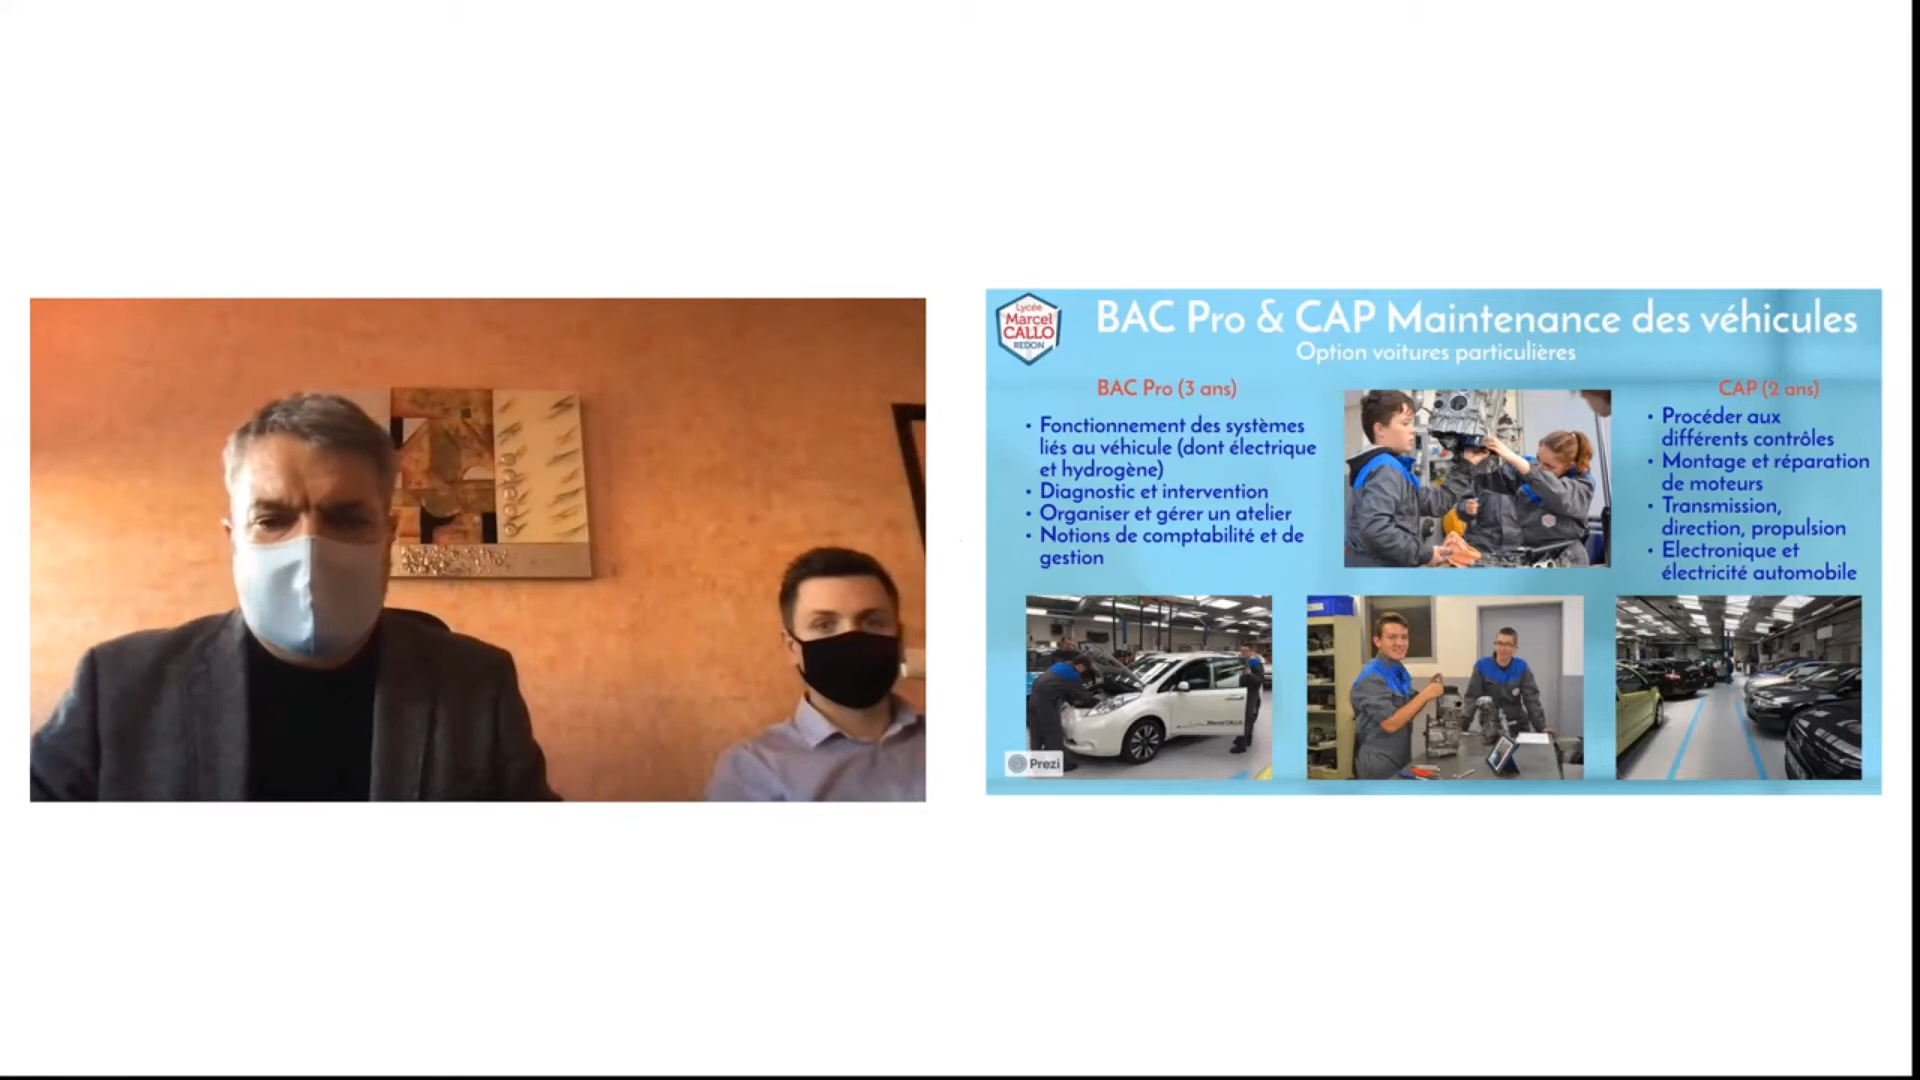 Lycée
Marcel
CALLO
REDON
BAC Pro & CAP Maintenance des véhicules
Option voitures particulières
BAC Pro (3 ans)
• Fonctionnement des systèmes
liés au véhicule (dont électrique
et hydrogène)
• Diagnostic et intervention
• Organiser et gérer un atelier
• Notions de comptabilité et de
gestion
CAP (2 ans)
• Procéder aux
différents contrôles
• Montage et réparation
de moteurs
• Transmission,
direction, propulsion
• Electronique et
électricité automobile
Marcel CALLO
Prezi